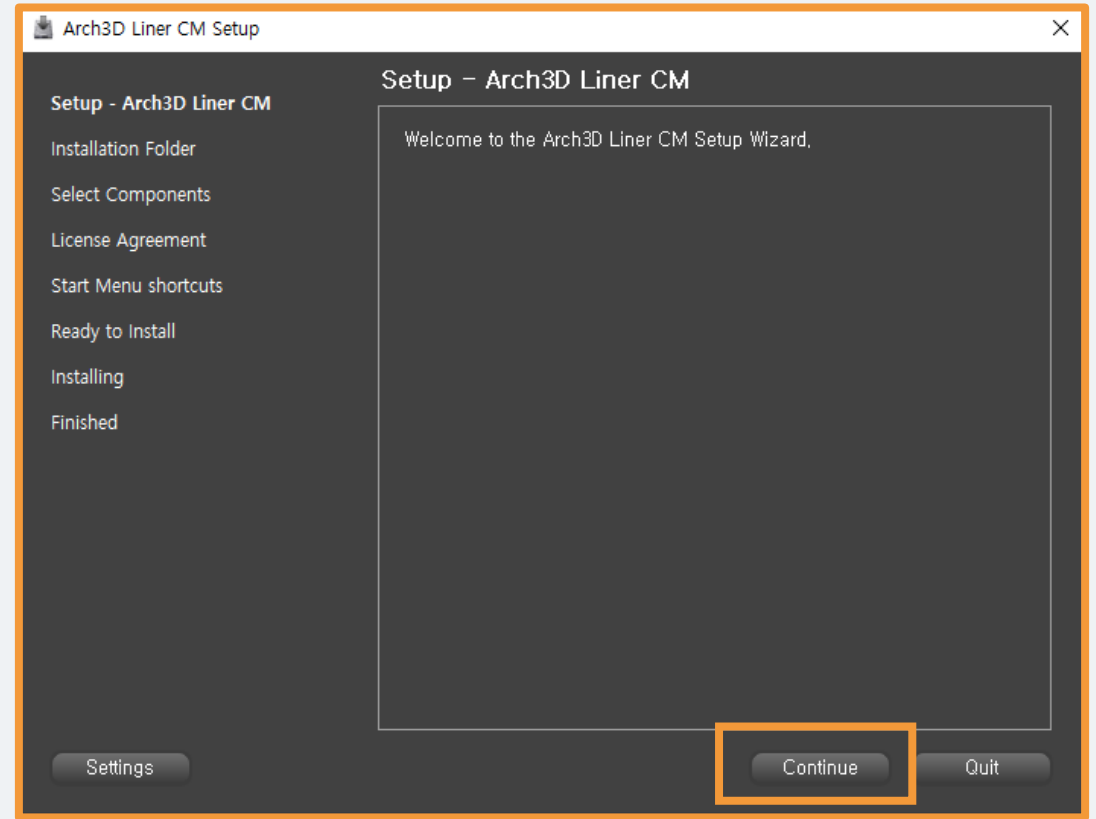 Arch3D Liner CM Setup
Setup - Arch3D Liner CM
Installation Folder
Select Components
License Agreement
Start Menu shortcuts
Ready to Install
Installing
Finished
Setup - Arch3D Liner CM
Welcome to the Arch3D Liner CM Setup Wizard,
Settings
Continue
Quit